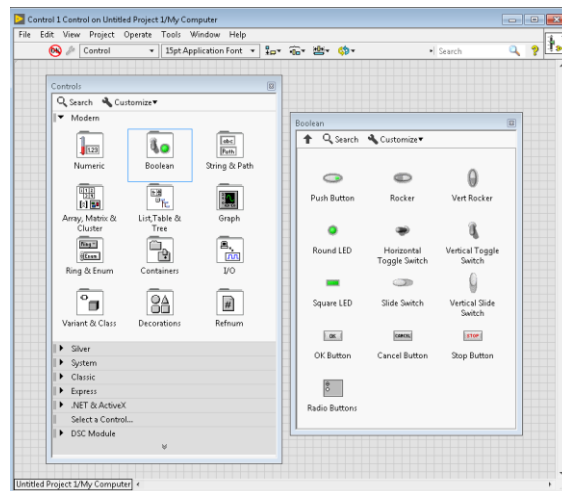 Control 1 Control on Untitled Project 1/My Computer
File Edit View Project Operate Tools Window Help
Control 15pt Application Font Search
Controls
Search Customize
Modern
Numeric Boolean String & Path
Array, Matrix & Cluster List, Table & Tree Graph
Ring & Enum Containers I/O
Variant & Class Decorations Refnum
Silver
System
Classic
Express
.NET & ActiveX
Select a Control...
DSC Module
Boolean
Search Customize
Push Button Rocker Vert Rocker
Round LED Horizontal Toggle Switch Vertical Toggle Switch
Square LED Slide Switch Vertical Slide Switch
OK CANCEL STOP
OK Button Cancel Button Stop Button
Radio Buttons
Untitled Project 1/My Computer